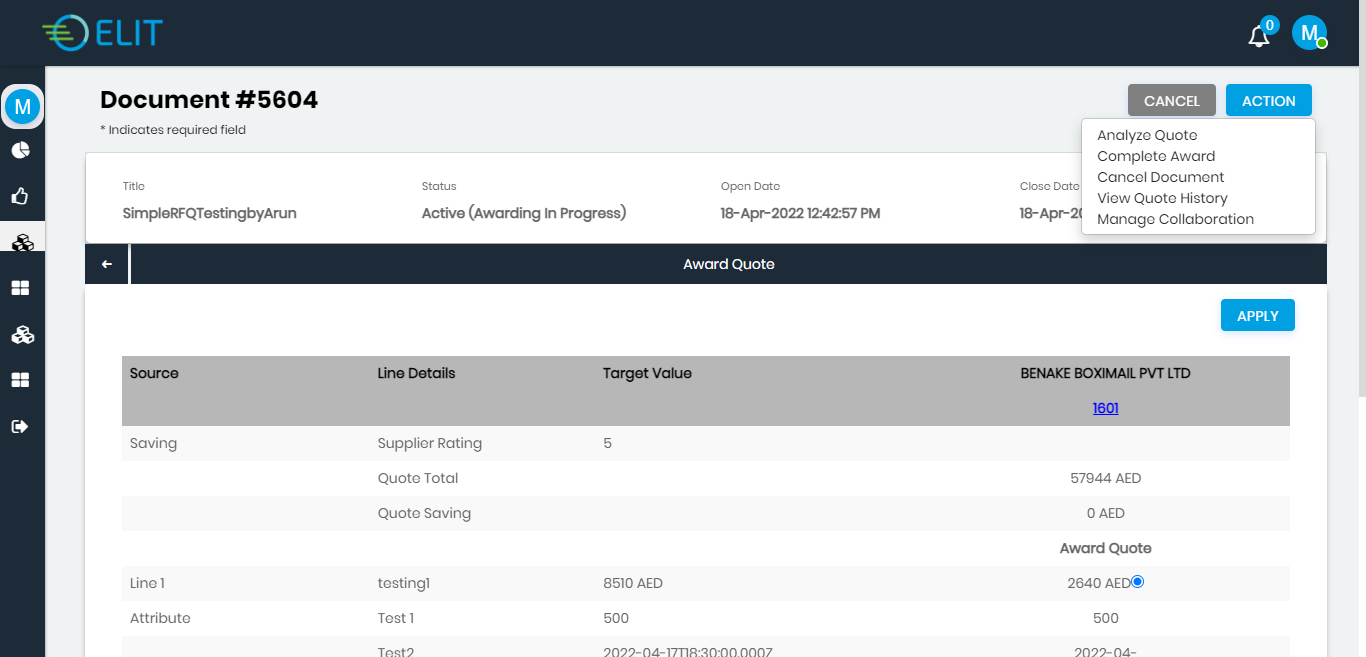 ELIT
0
M
M
Document #5604
CANCEL
ACTION
* Indicates required field
Analyze Quote
Complete Award
Cancel Document
View Quote History
Manage Collaboration
Title
Status
Open Date
Close Date
SimpleRFQTestingbyArun
Active (Awarding In Progress)
18-Apr-2022 12:42:57 PM
18-Apr-20
Award Quote
APPLY
Source
Line Details
Target Value
BENAKE BOXIMAIL PVT LTD
1601
Saving
Supplier Rating
5
Quote Total
57944 AED
Quote Saving
0 AED
Award Quote
Line 1
testing1
8510 AED
2640 AED
Attribute
Test 1
500
500
Test2
2022-04-17T18:30:00.000Z
2022-04-